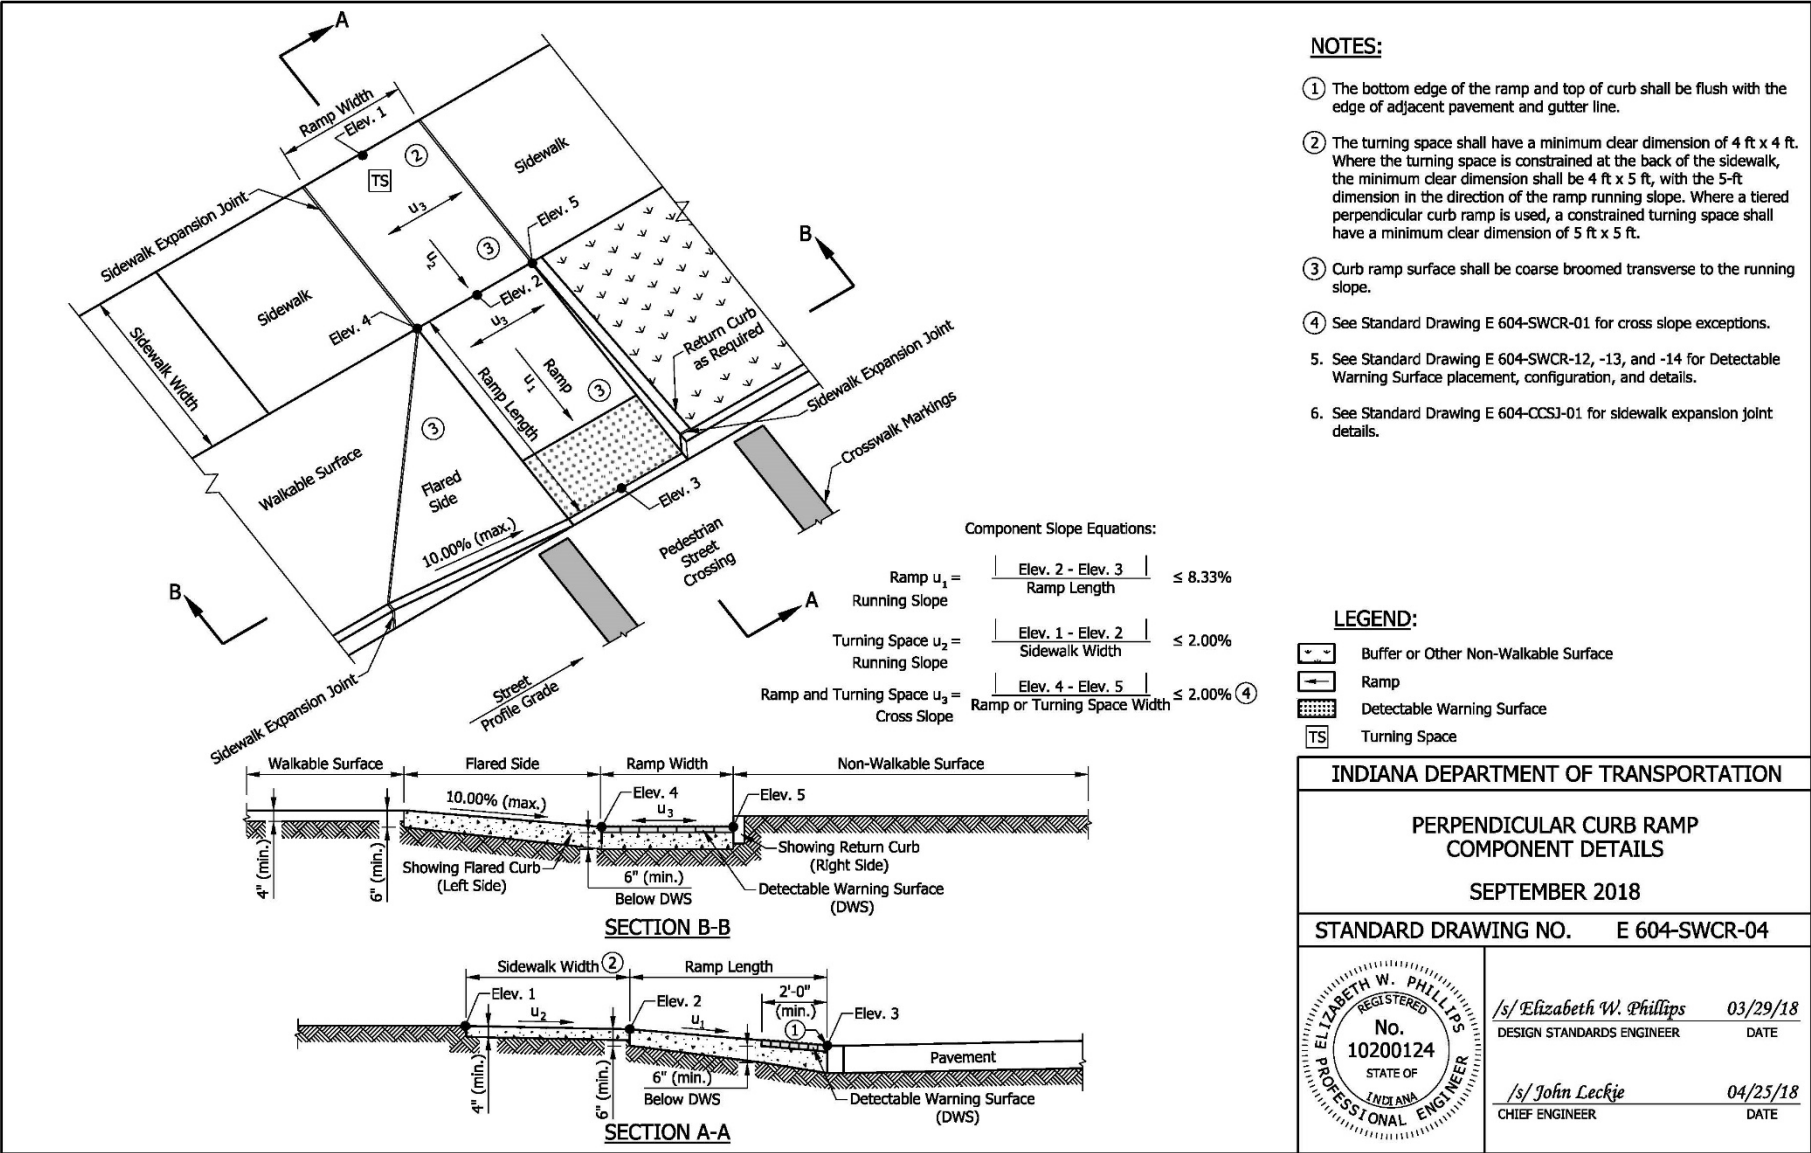 A
Ramp Width
Elev. 1
2
TS
Sidewalk
u3
Sidewalk Expansion Joint
3
u2
Elev. 5
B
Sidewalk
Elev. 2
Elev. 4
u3
Sidewalk Width
Return Curb
as Required
Ramp
u1
3
Ramp Length
Sidewalk Expansion Joint
3
Crosswalk Markings
Walkable Surface
Flared
Side
Elev. 3
10.00% (max.)
Pedestrian
Street
Crossing
B
A
Street
Profile Grade
Sidewalk Expansion Joint
Component Slope Equations:
Ramp u1 = | Elev. 2 - Elev. 3 | ≤ 8.33%
Running Slope Ramp Length
Turning Space u2 = | Elev. 1 - Elev. 2 | ≤ 2.00%
Running Slope Sidewalk Width
Ramp and Turning Space u3 = | Elev. 4 - Elev. 5 | ≤ 2.00% 4
Cross Slope Ramp or Turning Space Width
Walkable Surface Flared Side Ramp Width Non-Walkable Surface
10.00% (max.)
Elev. 4
u3
Elev. 5
4" (min.)
6" (min.)
Showing Flared Curb
(Left Side)
6" (min.)
Below DWS
Showing Return Curb
(Right Side)
Detectable Warning Surface
(DWS)
SECTION B-B
Sidewalk Width 2 Ramp Length
Elev. 1
u2
Elev. 2
u1
2'-0"
(min.)
1
Elev. 3
Pavement
4" (min.)
6" (min.)
6" (min.)
Below DWS
Detectable Warning Surface
(DWS)
SECTION A-A
NOTES:
1 The bottom edge of the ramp and top of curb shall be flush with the
edge of adjacent pavement and gutter line.
2 The turning space shall have a minimum clear dimension of 4 ft x 4 ft.
Where the turning space is constrained at the back of the sidewalk,
the minimum clear dimension shall be 4 ft x 5 ft, with the 5-ft
dimension in the direction of the ramp running slope. Where a tiered
perpendicular curb ramp is used, a constrained turning space shall
have a minimum clear dimension of 5 ft x 5 ft.
3 Curb ramp surface shall be coarse broomed transverse to the running
slope.
4 See Standard Drawing E 604-SWCR-01 for cross slope exceptions.
5. See Standard Drawing E 604-SWCR-12, -13, and -14 for Detectable
Warning Surface placement, configuration, and details.
6. See Standard Drawing E 604-CCSJ-01 for sidewalk expansion joint
details.
LEGEND:
Buffer or Other Non-Walkable Surface
Ramp
Detectable Warning Surface
TS Turning Space
INDIANA DEPARTMENT OF TRANSPORTATION
PERPENDICULAR CURB RAMP
COMPONENT DETAILS
SEPTEMBER 2018
STANDARD DRAWING NO. E 604-SWCR-04
ELIZABETH W. PHILLIPS
REGISTERED
No.
10200124
STATE OF
INDIANA
PROFESSIONAL ENGINEER
/s/ Elizabeth W. Phillips 03/29/18
DESIGN STANDARDS ENGINEER DATE
/s/ John Leckie 04/25/18
CHIEF ENGINEER DATE